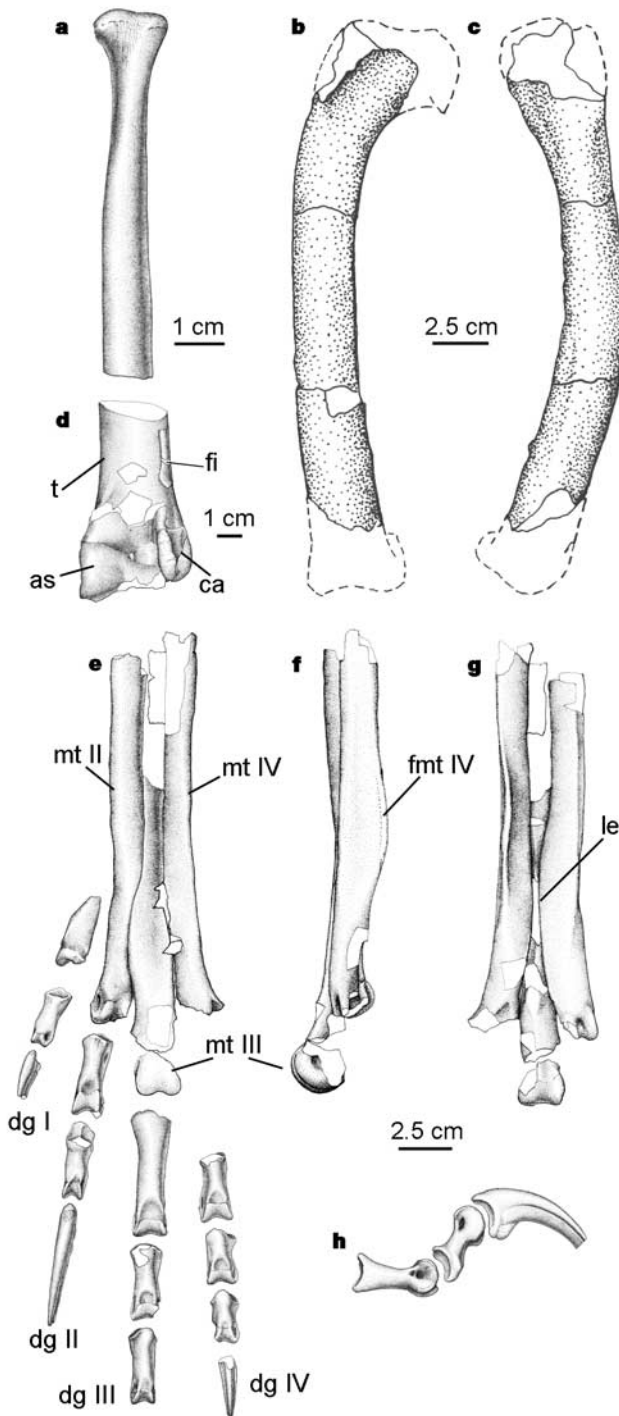 a
b
c
1 cm
2.5 cm
d
t
fi
1 cm
as
ca
e
f
g
mt II
mt IV
fmt IV
le
mt III
dg I
2.5 cm
h
dg II
dg III
dg IV